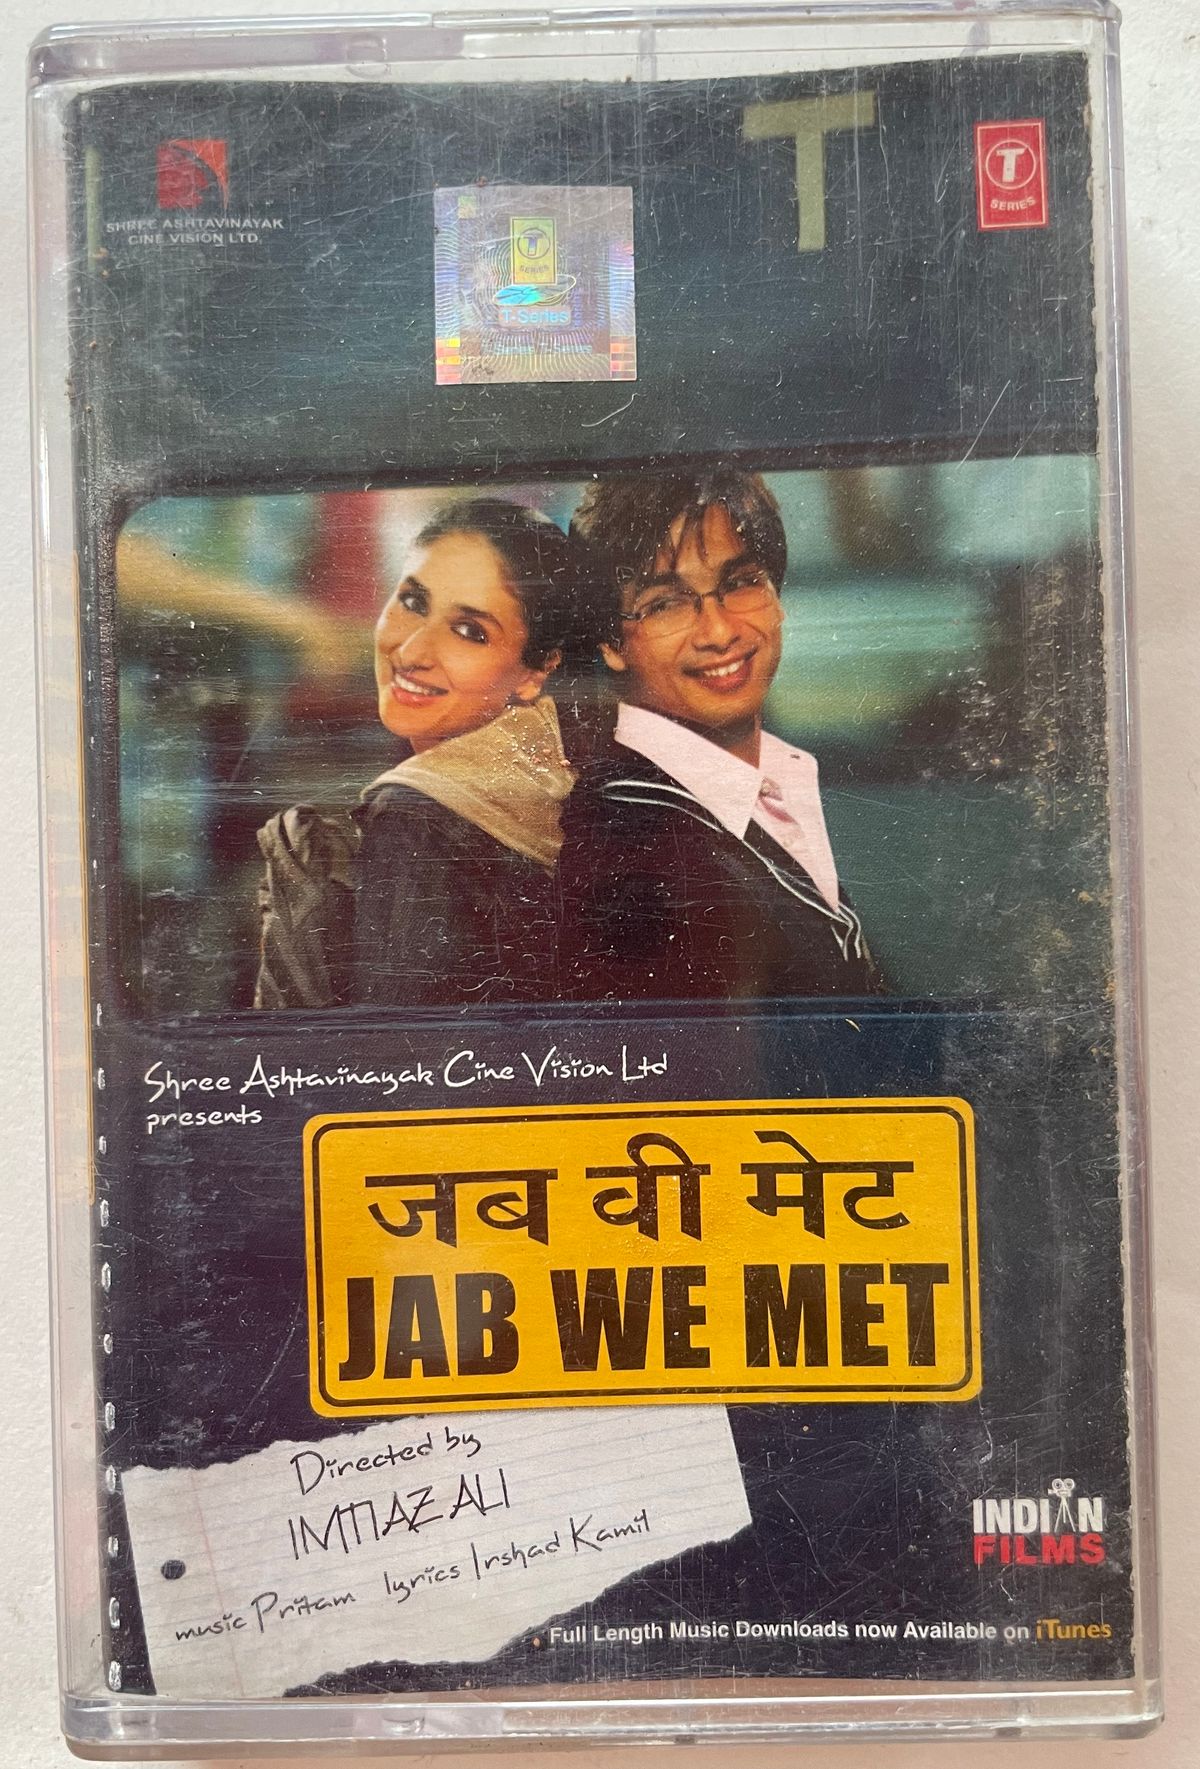 T
SHREE ASHTAVINAYAK
CINE VISION LTD.
T
SERIES
T
SERIES
T-Series
Shree Ashtavinayak Cine Vision Ltd
presents
जब वी मेट
JAB WE MET
Directed by
IMTIAZ ALI
music Pritam lyrics Irshad Kamil
INDIAN
FILMS
Full Length Music Downloads now Available on iTunes